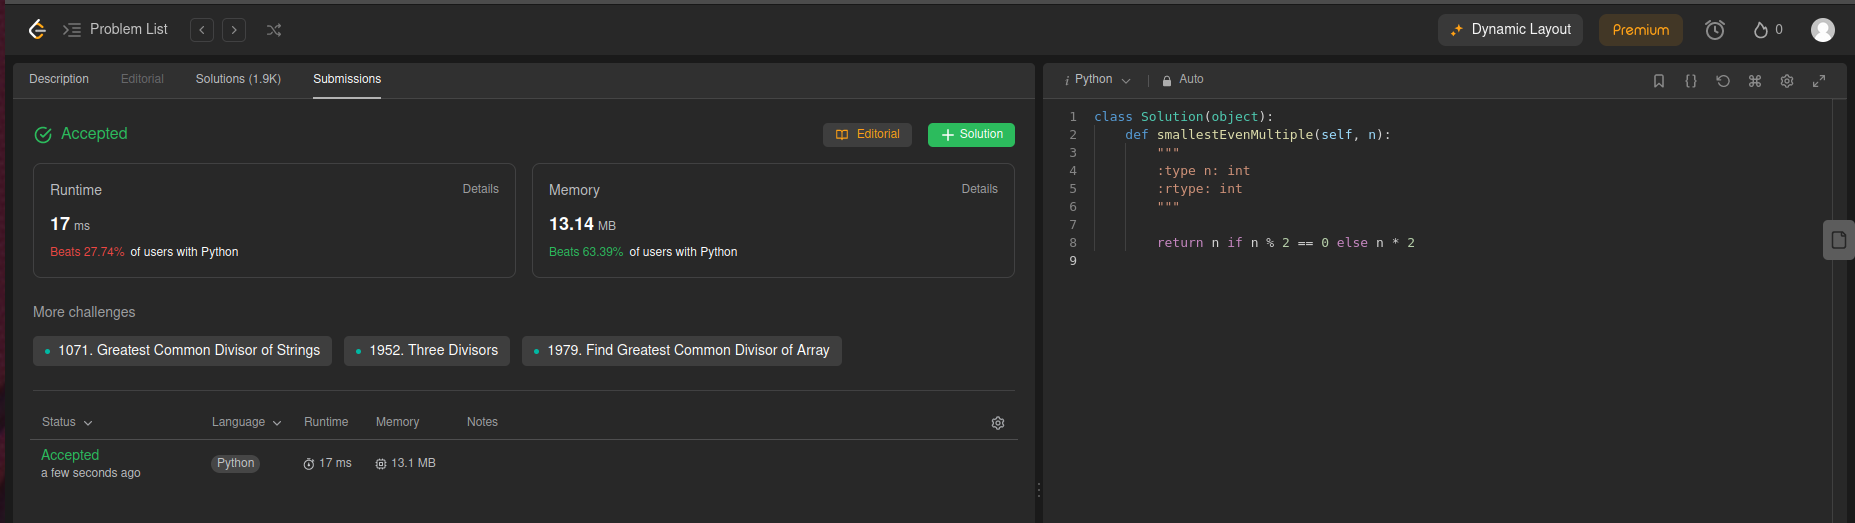 Problem List
Dynamic Layout
Premium
0
Description Editorial Solutions (1.9K) Submissions
Accepted
Editorial
Solution
Runtime Details
17 ms
Beats 27.74% of users with Python
Memory Details
13.14 MB
Beats 63.39% of users with Python
More challenges
1071. Greatest Common Divisor of Strings
1952. Three Divisors
1979. Find Greatest Common Divisor of Array
Status Language Runtime Memory Notes
Accepted
a few seconds ago
Python 17 ms 13.1 MB
i Python Auto
1 class Solution(object):
2     def smallestEvenMultiple(self, n):
3         """
4         :type n: int
5         :rtype: int
6         """
7
8         return n if n % 2 == 0 else n * 2
9